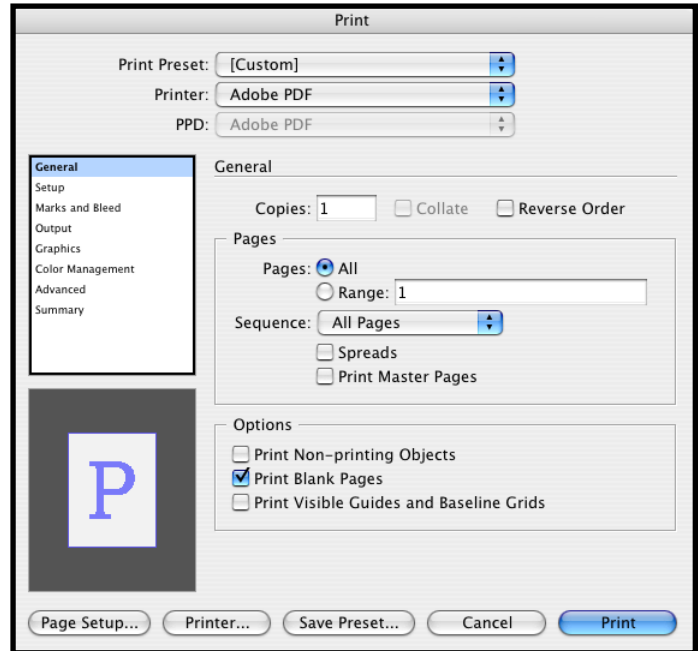 Print
Print Preset: [Custom]
Printer: Adobe PDF
PPD: Adobe PDF
General
Setup
Marks and Bleed
Output
Graphics
Color Management
Advanced
Summary
General
Copies: 1 Collate Reverse Order
Pages
Pages: All
Range: 1
Sequence: All Pages
Spreads
Print Master Pages
Options
Print Non-printing Objects
Print Blank Pages
Print Visible Guides and Baseline Grids
P
Page Setup... Printer... Save Preset... Cancel Print